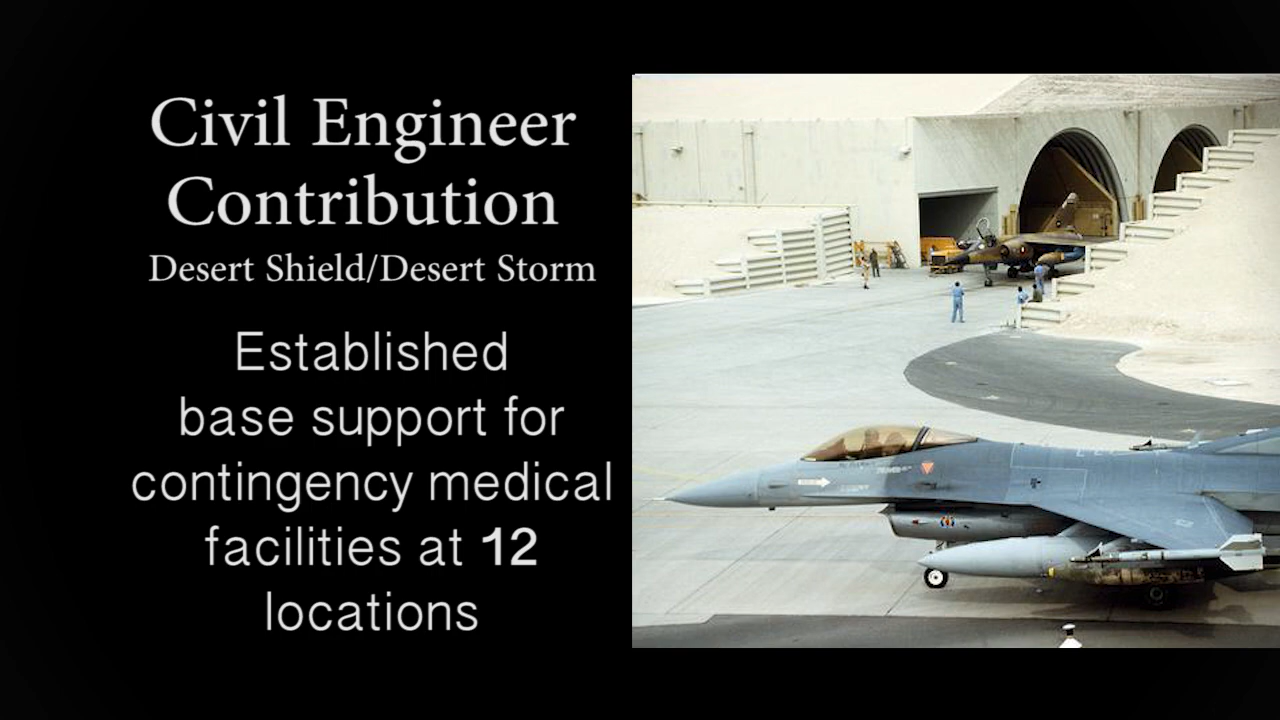 Civil Engineer
Contribution
Desert Shield/Desert Storm
Established
base support for
contingency medical
facilities at 12
locations